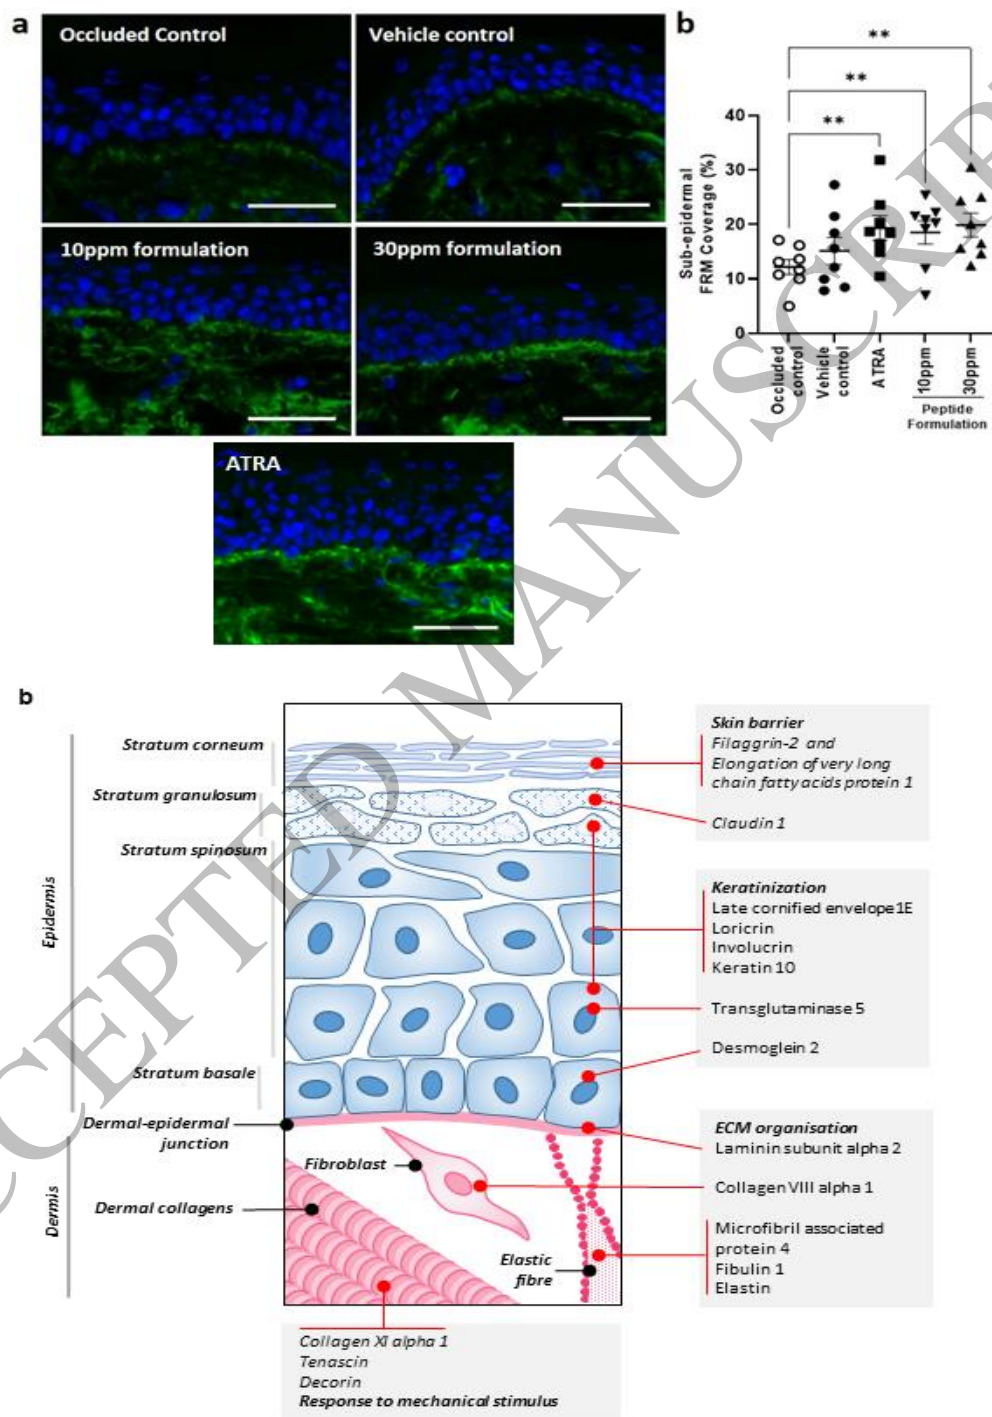 a
Occluded Control
Vehicle control
10ppm formulation
30ppm formulation
ATRA
b
**
**
**
40
30
20
10
0
Sub-epidermal
FRM Coverage (%)
Occluded
control
Vehicle
control
ATRA
10ppm
30ppm
Peptide
Formulation
b
Epidermis
Dermis
Stratum corneum
Stratum granulosum
Stratum spinosum
Stratum basale
Dermal-epidermal
junction
Fibroblast
Dermal collagens
Elastic
fibre
Skin barrier
Filaggrin-2 and
Elongation of very long
chain fatty acids protein 1
Claudin 1
Keratinization
Late cornified envelope1E
Loricrin
Involucrin
Keratin 10
Transglutaminase 5
Desmoglein 2
ECM organisation
Laminin subunit alpha 2
Collagen VIII alpha 1
Microfibril associated
protein 4
Fibulin 1
Elastin
Collagen XI alpha 1
Tenascin
Decorin
Response to mechanical stimulus
CEPTED MANUSCRIP